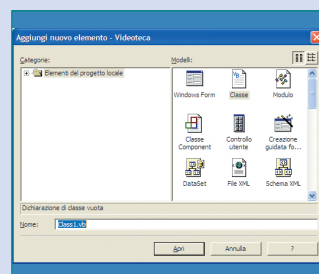 Aggiungi nuovo elemento - Videoteca
Categorie:
Modelli:
Elementi del progetto locale
Windows Form
Classe
Modulo
Classe Component
Controllo utente
Creazione guidata fo...
DataSet
File XML
Schema XML
Dichiarazione di classe vuota
Nome:
Class1.vb
Apri
Annulla
?